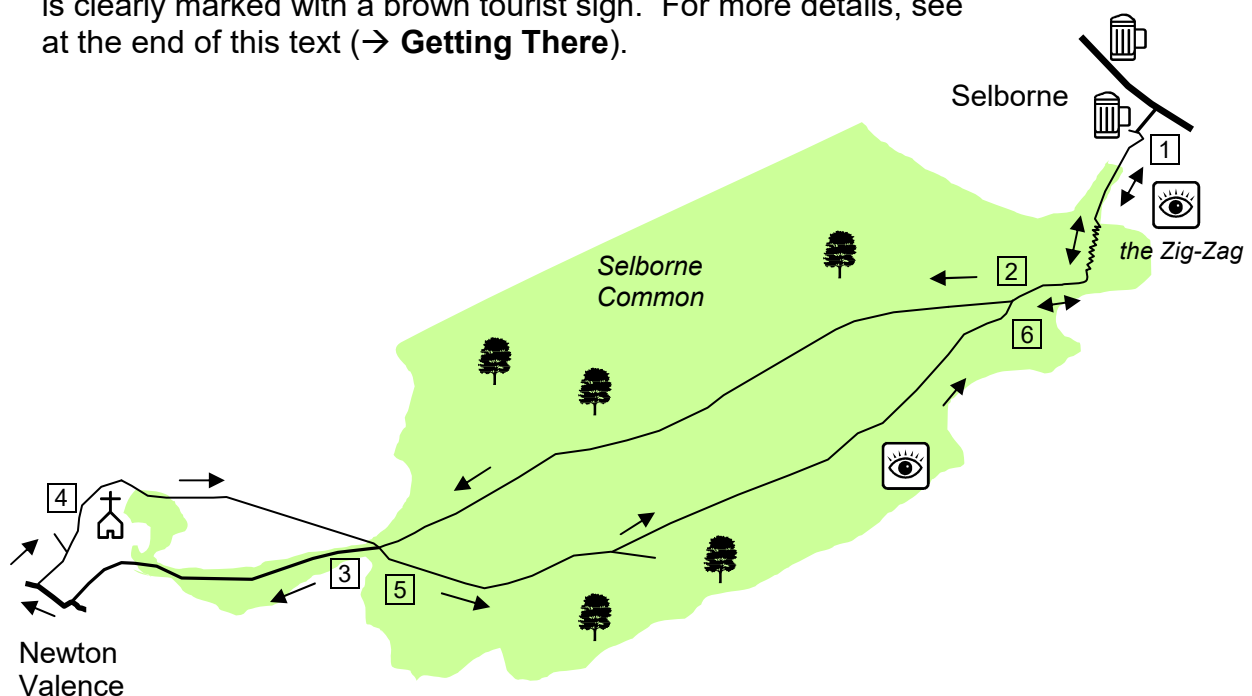 is clearly marked with a brown tourist sign. For more details, see
at the end of this text (→ Getting There).
Selborne
1
the Zig-Zag
2
Selborne
Common
6
4
3
5
Newton
Valence